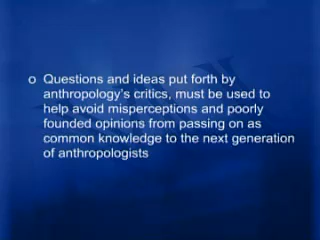 o Questions and ideas put forth by
anthropology's critics, must be used to
help avoid misperceptions and poorly
founded opinions from passing on as
common knowledge to the next generation
of anthropologists